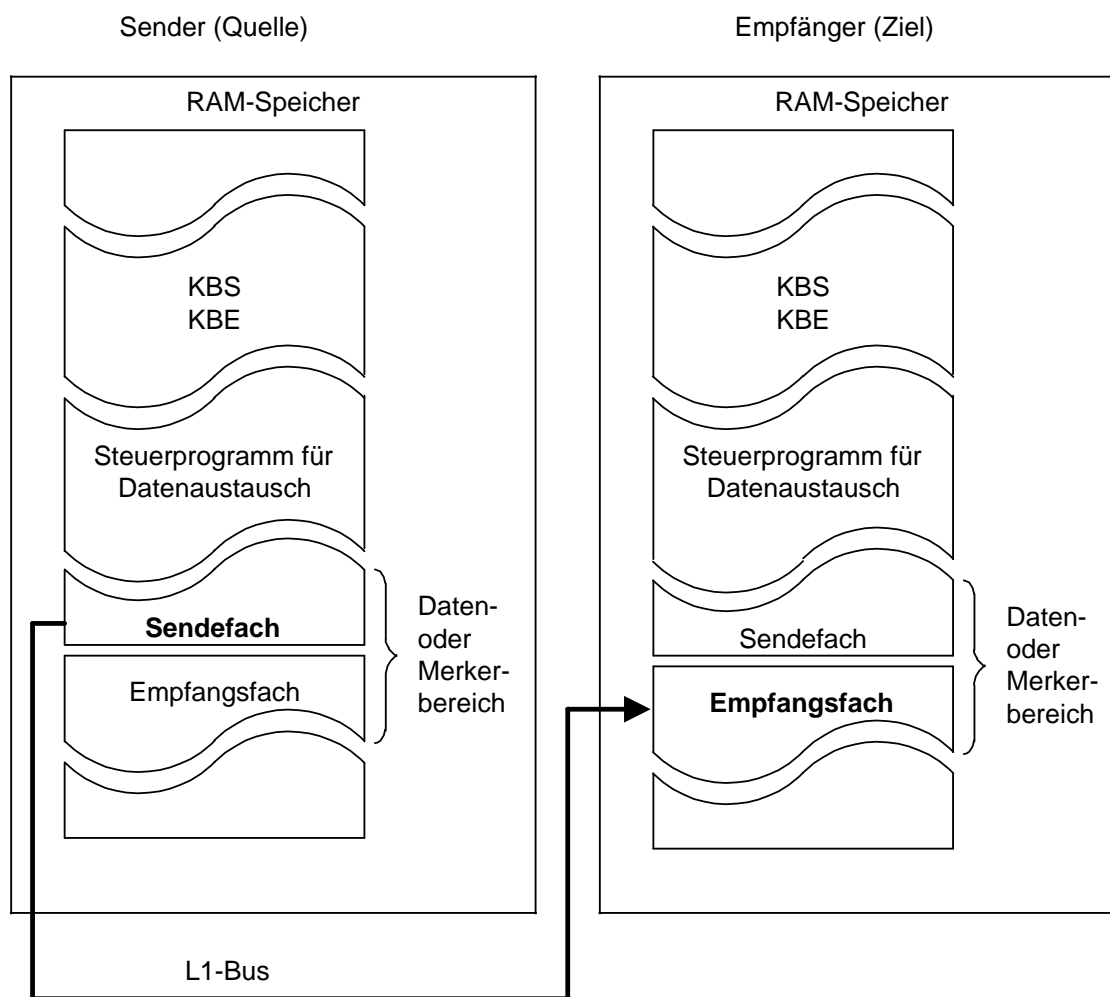 Sender (Quelle)
RAM-Speicher
KBS
KBE
Steuerprogramm für
Datenaustausch
Sendefach
Empfangsfach
Daten-
oder
Merker-
bereich
Empfänger (Ziel)
RAM-Speicher
KBS
KBE
Steuerprogramm für
Datenaustausch
Sendefach
Empfangsfach
Daten-
oder
Merker-
bereich
L1-Bus